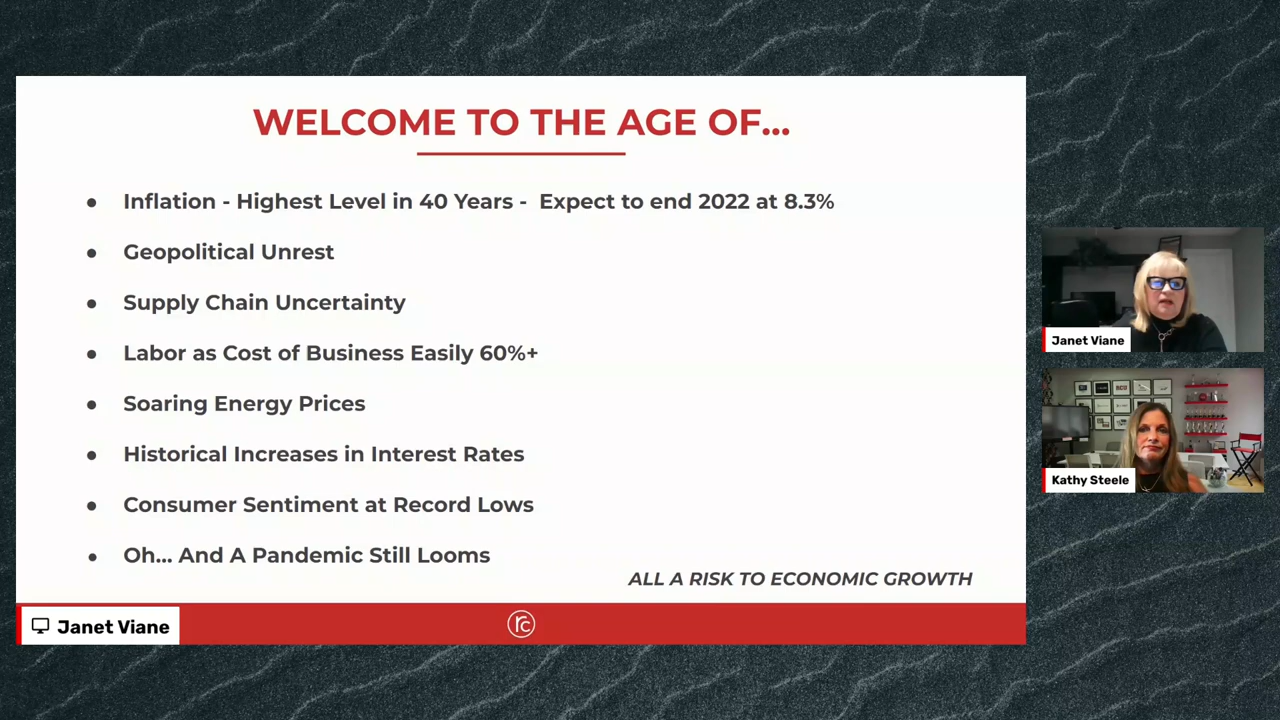 WELCOME TO THE AGE OF...
● Inflation - Highest Level in 40 Years - Expect to end 2022 at 8.3%
● Geopolitical Unrest
● Supply Chain Uncertainty
● Labor as Cost of Business Easily 60%+
● Soaring Energy Prices
● Historical Increases in Interest Rates
● Consumer Sentiment at Record Lows
● Oh... And A Pandemic Still Looms
ALL A RISK TO ECONOMIC GROWTH
Janet Viane
rc
Janet Viane
RCG
Kathy Steele